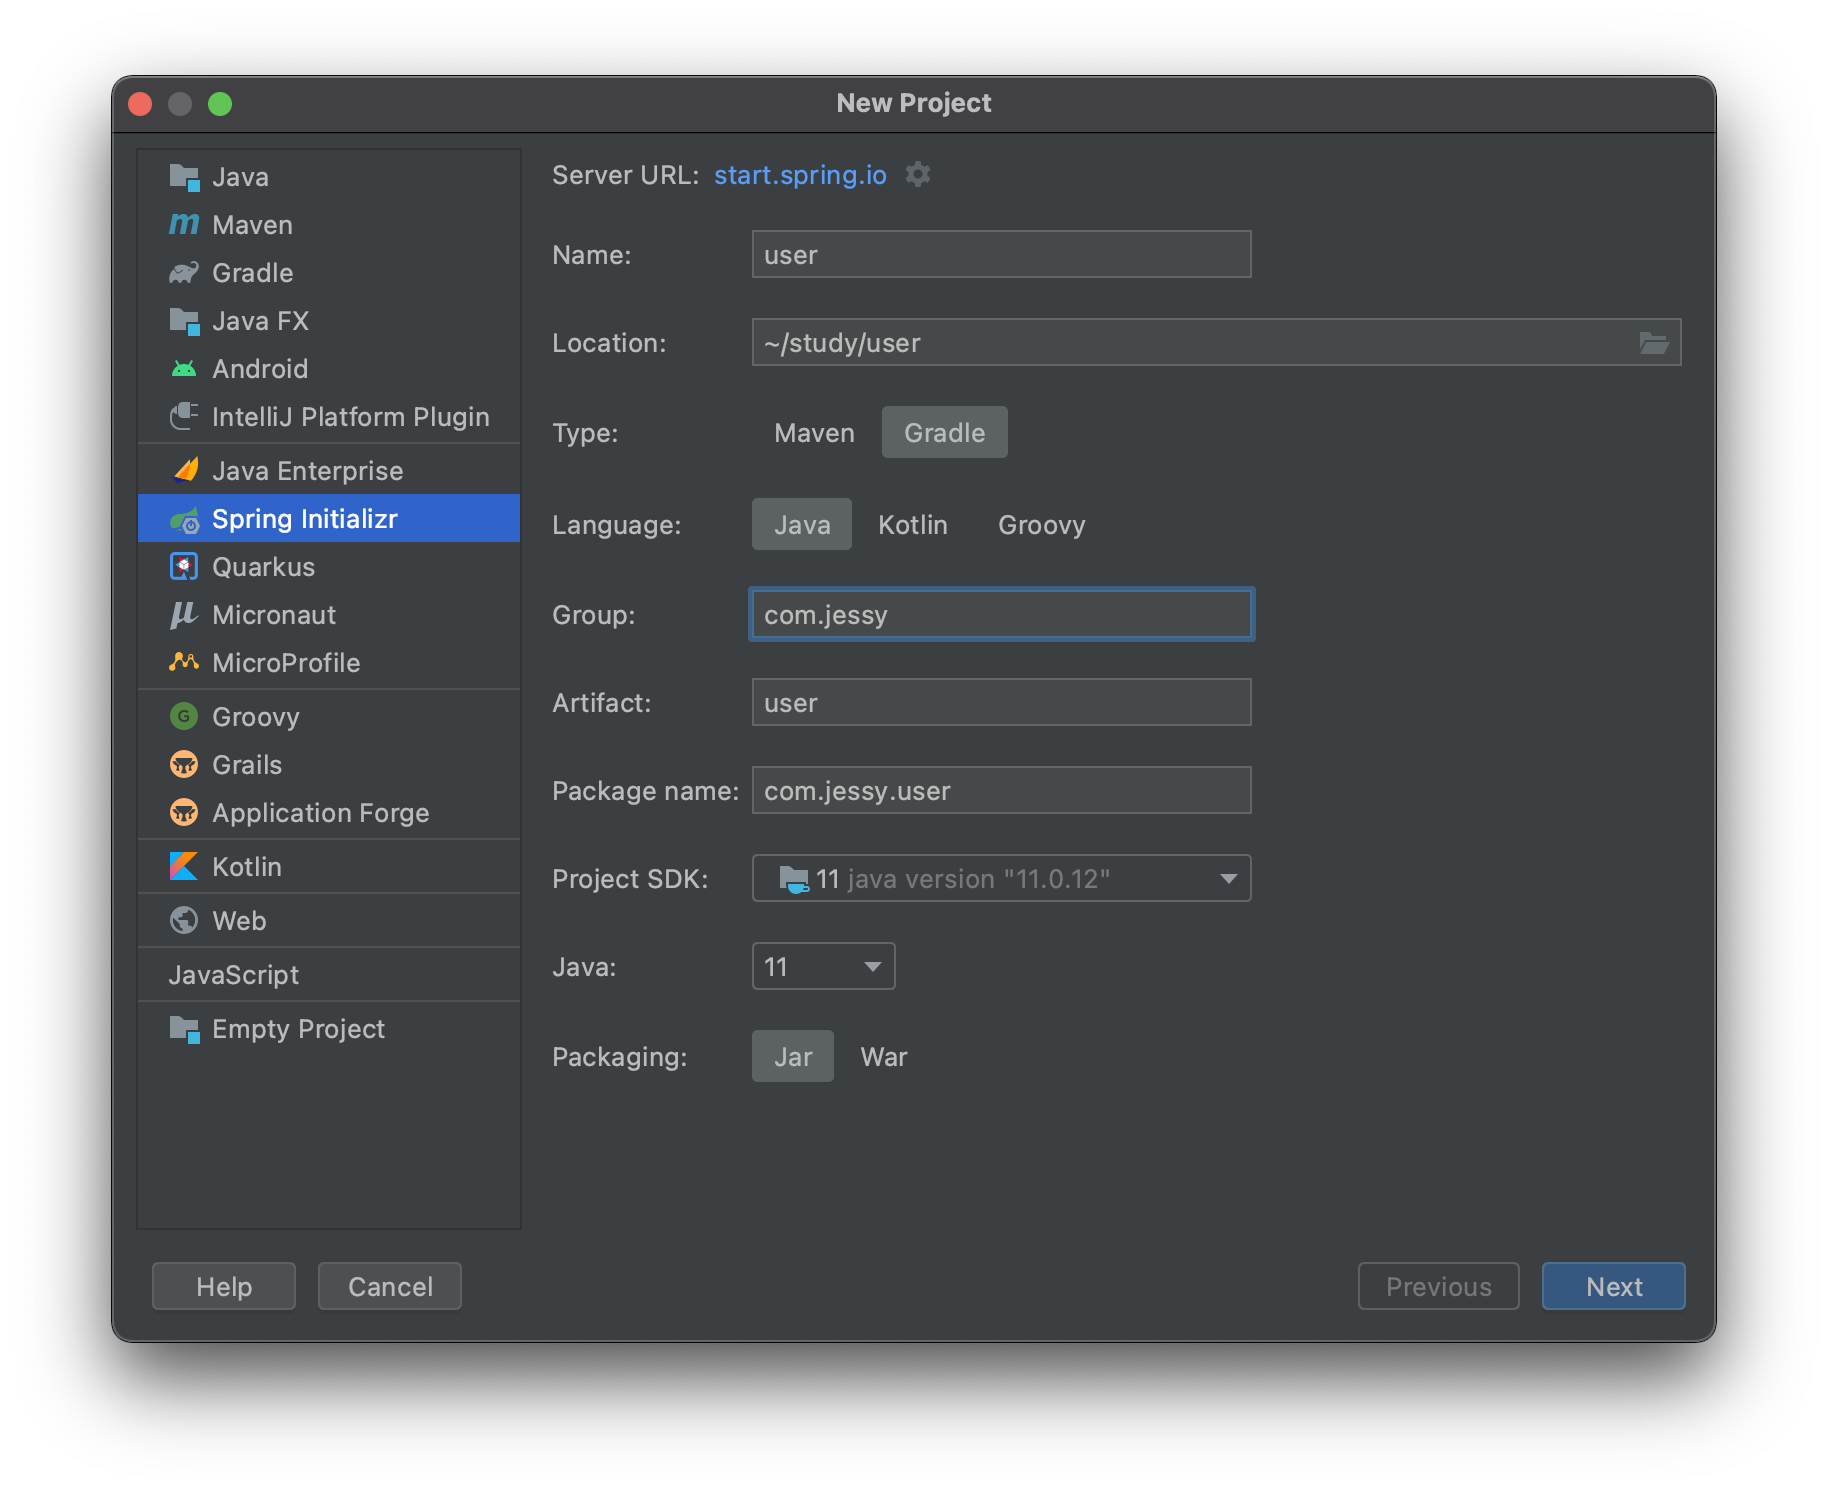 New Project
Java
Maven
Gradle
Java FX
Android
IntelliJ Platform Plugin
Java Enterprise
Spring Initializr
Quarkus
Micronaut
MicroProfile
Groovy
Grails
Application Forge
Kotlin
Web
JavaScript
Empty Project
Server URL: start.spring.io
Name: user
Location: ~/study/user
Type: Maven Gradle
Language: Java Kotlin Groovy
Group: com.jessy
Artifact: user
Package name: com.jessy.user
Project SDK: 11 java version "11.0.12"
Java: 11
Packaging: Jar War
Help Cancel Previous Next